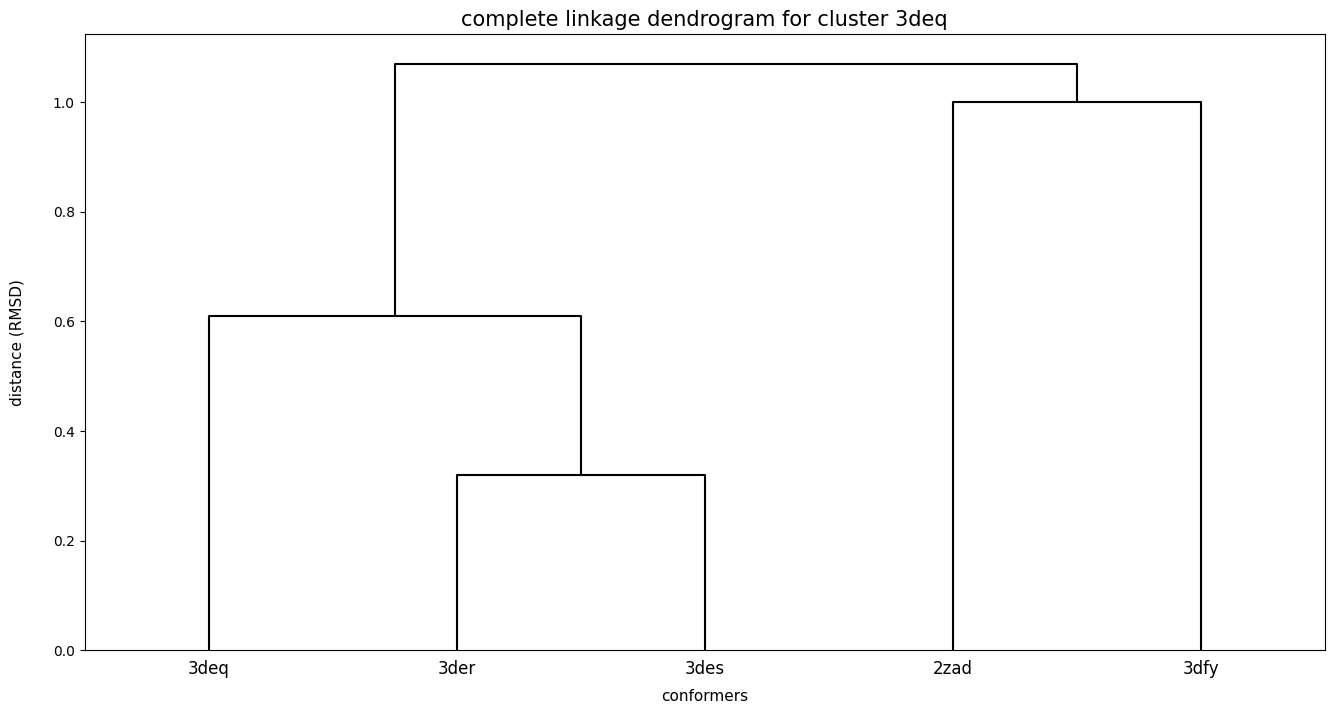 complete linkage dendrogram for cluster 3deq
1.0
0.8
0.6
0.4
0.2
0.0
distance (RMSD)
3deq 3der 3des 2zad 3dfy
conformers